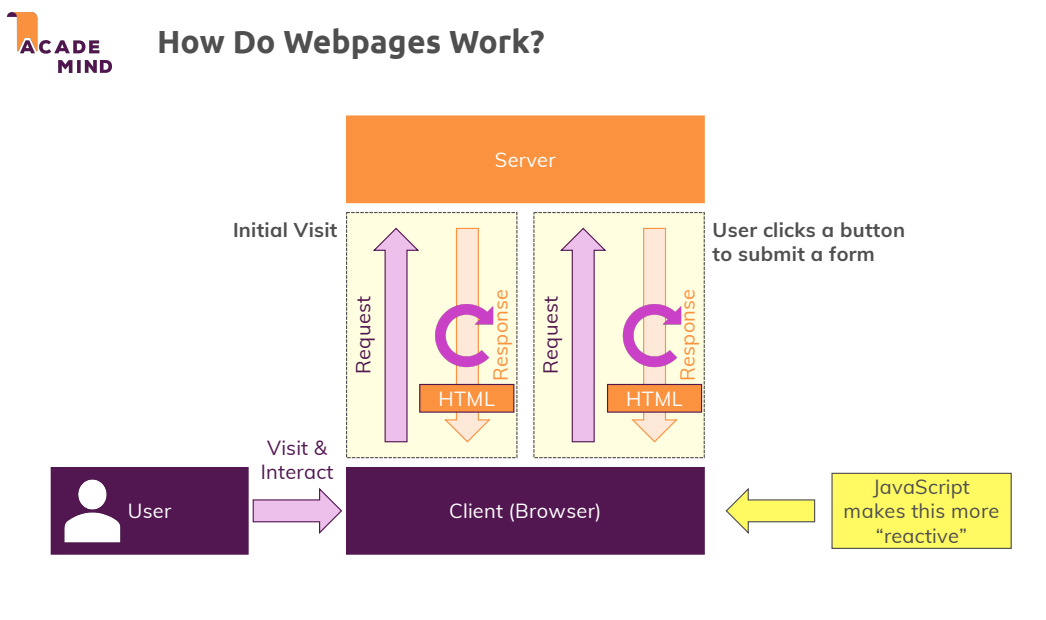 ACADE
MIND
How Do Webpages Work?
Server
Initial Visit
Request
Response
HTML
Request
Response
HTML
User clicks a button
to submit a form
Visit &
Interact
User
Client (Browser)
JavaScript
makes this more
“reactive”